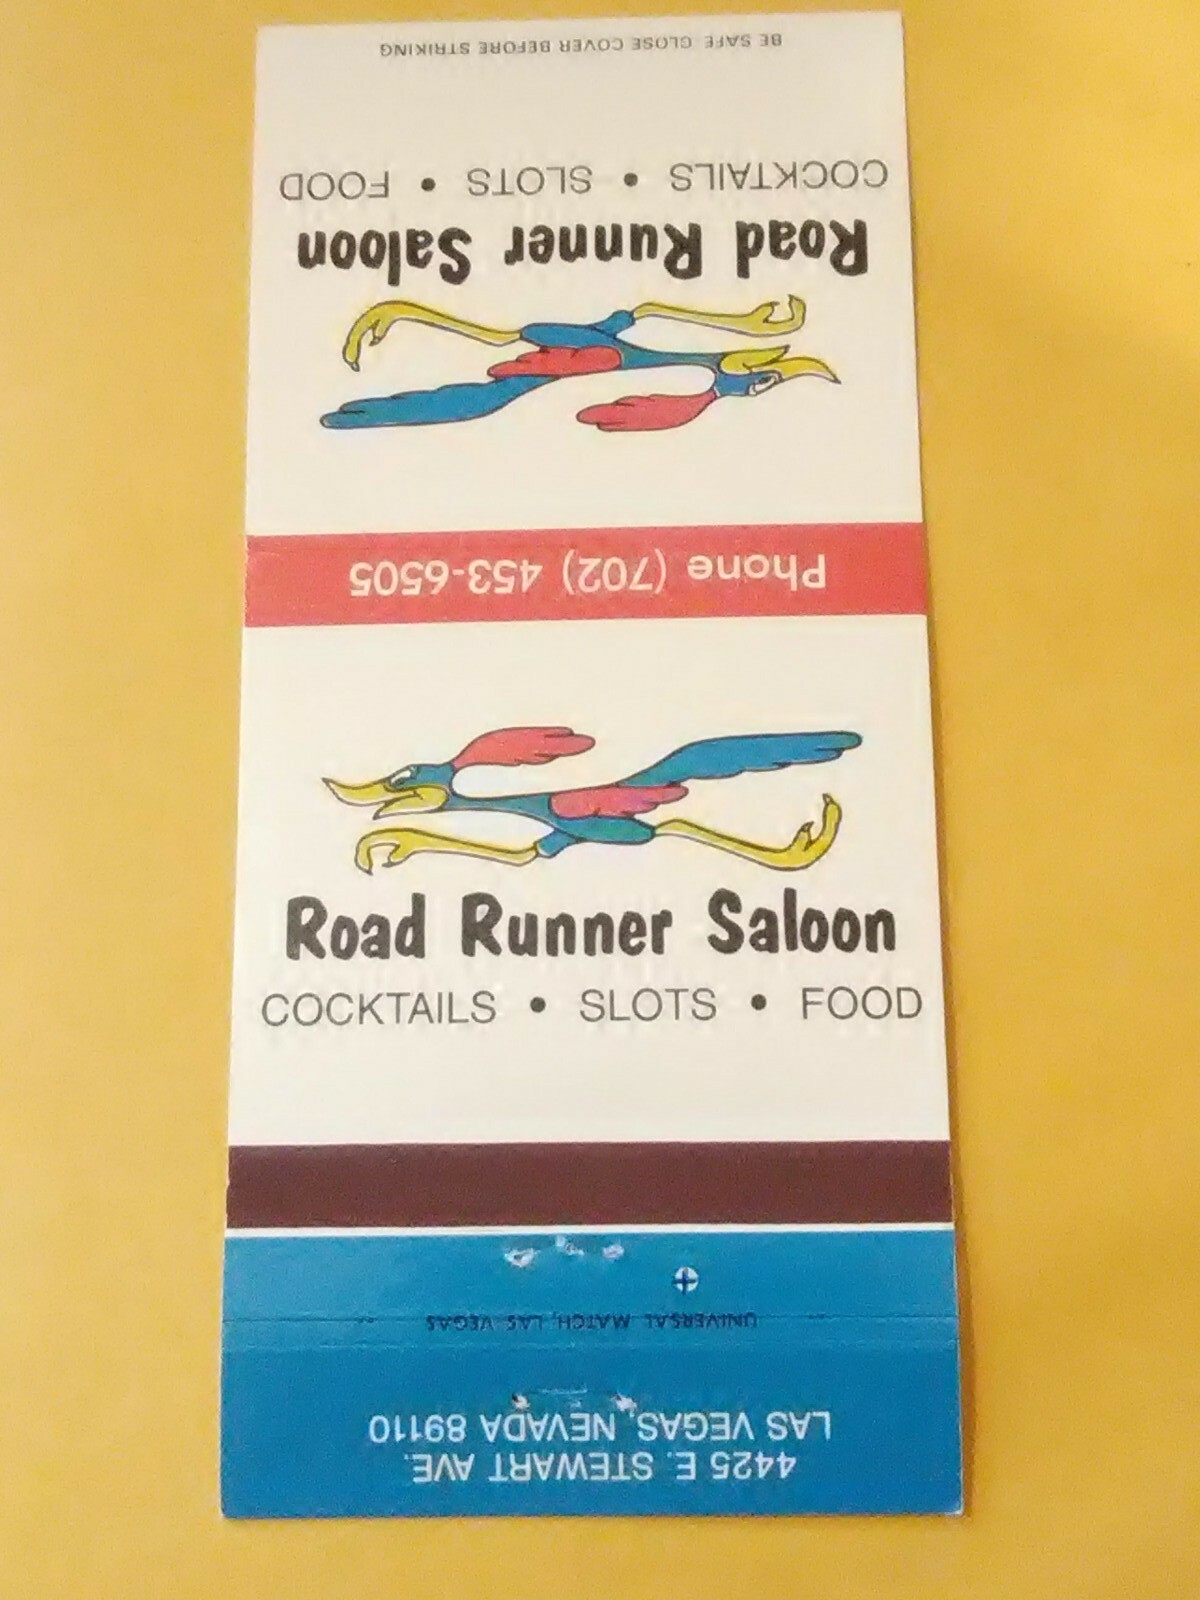 BE SAFE CLOSE COVER BEFORE STRIKING
COCKTAILS • SLOTS • FOOD
Road Runner Saloon
Phone (702) 453-6505
Road Runner Saloon
COCKTAILS • SLOTS • FOOD
UNIVERSAL MATCH, LAS VEGAS
4425 E. STEWART AVE.
LAS VEGAS, NEVADA 89110